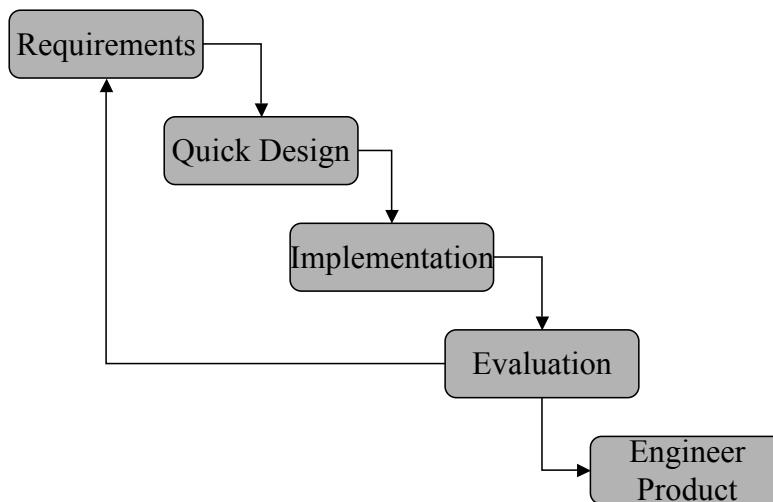 Requirements
Quick Design
Implementation
Evaluation
Engineer
Product